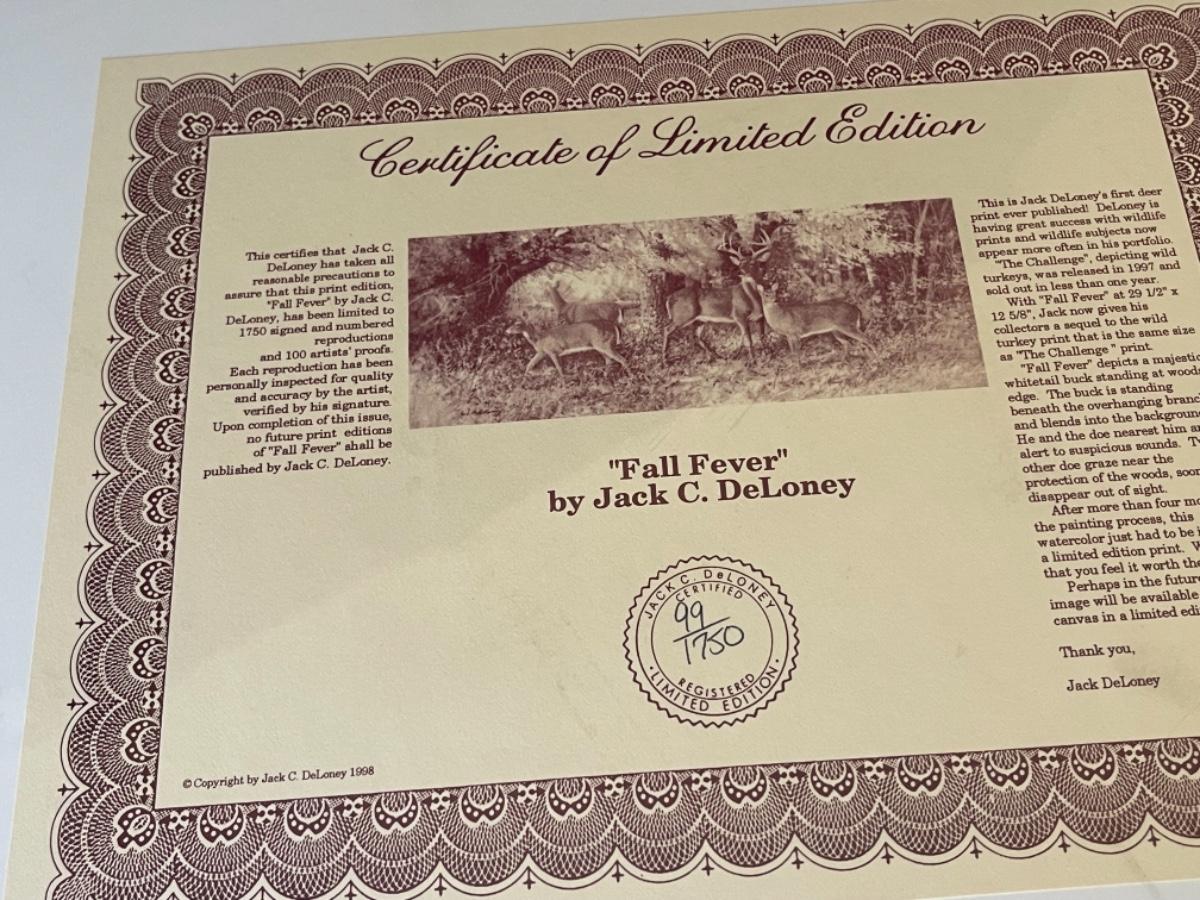 Certificate of Limited Edition
This certifies that Jack C.
DeLoney has taken all
reasonable precautions to
assure that this print edition,
"Fall Fever" by Jack C.
DeLoney, has been limited to
1750 signed and numbered
reproductions
and 100 artists' proofs.
Each reproduction has been
personally inspected for quality
and accuracy by the artist,
verified by his signature.
Upon completion of this issue,
no future print editions
of "Fall Fever" shall be
published by Jack C. DeLoney.
"Fall Fever"
by Jack C. DeLoney
JACK C. DeLONEY
CERTIFIED
99
1750
REGISTERED
· LIMITED EDITION ·
© Copyright by Jack C. DeLoney 1998
This is Jack DeLoney's first deer
print ever published! DeLoney is
having great success with wildlife
prints and wildlife subjects now
appear more often in his portfolio.
"The Challenge", depicting wild
turkeys, was released in 1997 and
sold out in less than one year.
With "Fall Fever" at 29 1/2" x
12 5/8", Jack now gives his
collectors a sequel to the wild
turkey print that is the same size
as "The Challenge " print.
"Fall Fever" depicts a majestic
whitetail buck standing at woods
edge. The buck is standing
beneath the overhanging branc
and blends into the background
He and the doe nearest him a
alert to suspicious sounds. T
other doe graze near the
protection of the woods, soon
disappear out of sight.
After more than four mo
the painting process, this
watercolor just had to be
a limited edition print. W
that you feel it worth the
Perhaps in the future
image will be available
canvas in a limited edi
Thank you,
Jack DeLoney